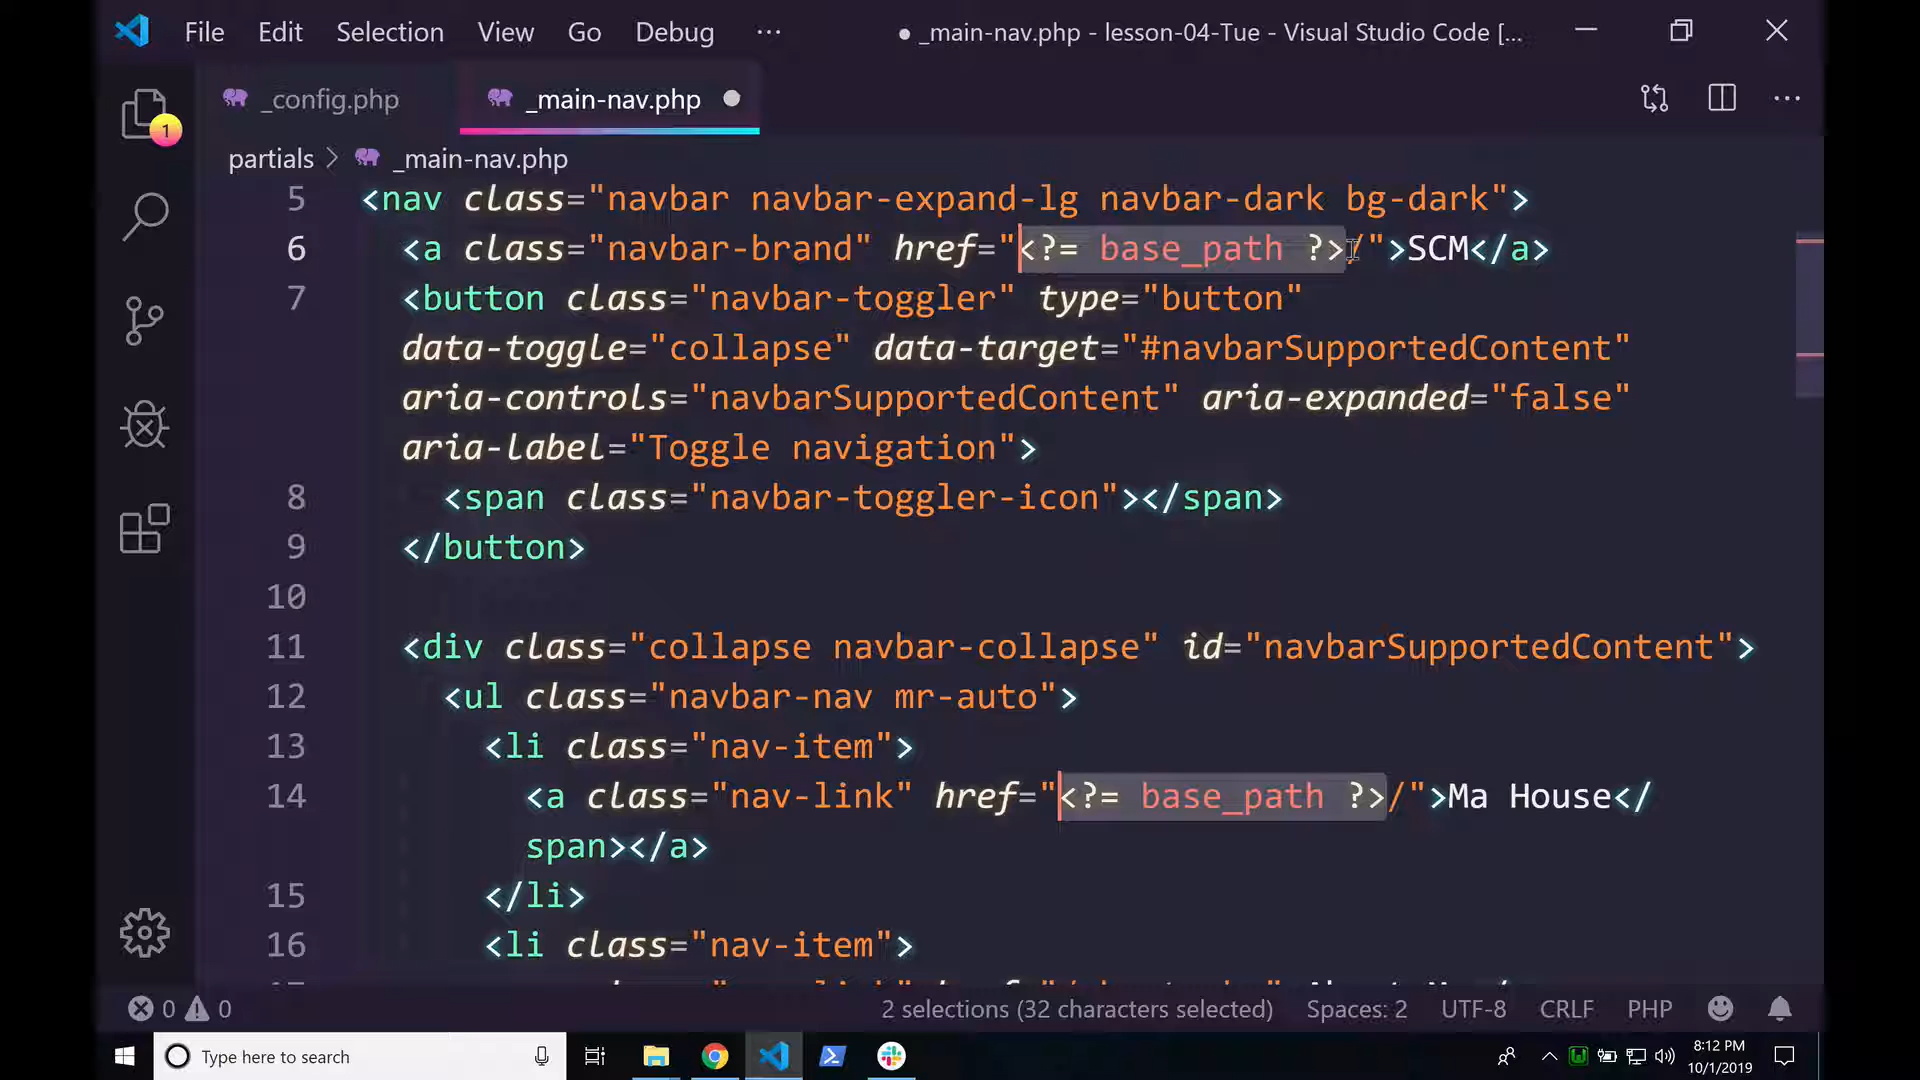 File Edit Selection View Go Debug ··· ● _main-nav.php - lesson-04-Tue - Visual Studio Code [...
_config.php _main-nav.php
partials > _main-nav.php
5 <nav class="navbar navbar-expand-lg navbar-dark bg-dark">
6 <a class="navbar-brand" href="<?= base_path ?>/">SCM</a>
7 <button class="navbar-toggler" type="button"
data-toggle="collapse" data-target="#navbarSupportedContent"
aria-controls="navbarSupportedContent" aria-expanded="false"
aria-label="Toggle navigation">
8 <span class="navbar-toggler-icon"></span>
9 </button>
10
11 <div class="collapse navbar-collapse" id="navbarSupportedContent">
12 <ul class="navbar-nav mr-auto">
13 <li class="nav-item">
14 <a class="nav-link" href="<?= base_path ?>/">Ma House</
span></a>
15 </li>
16 <li class="nav-item">
0 0 2 selections (32 characters selected) Spaces: 2 UTF-8 CRLF PHP
Type here to search
8:12 PM
10/1/2019
1